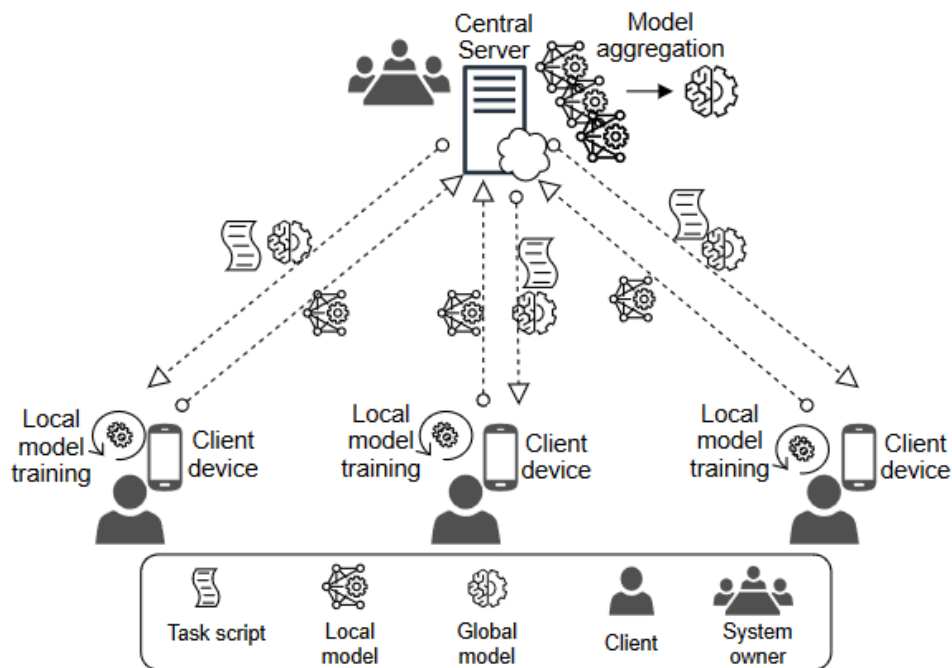 Central
Server
Model
aggregation
Local
model
training
Client
device
Local
model
training
Client
device
Local
model
training
Client
device
Task script
Local
model
Global
model
Client
System
owner